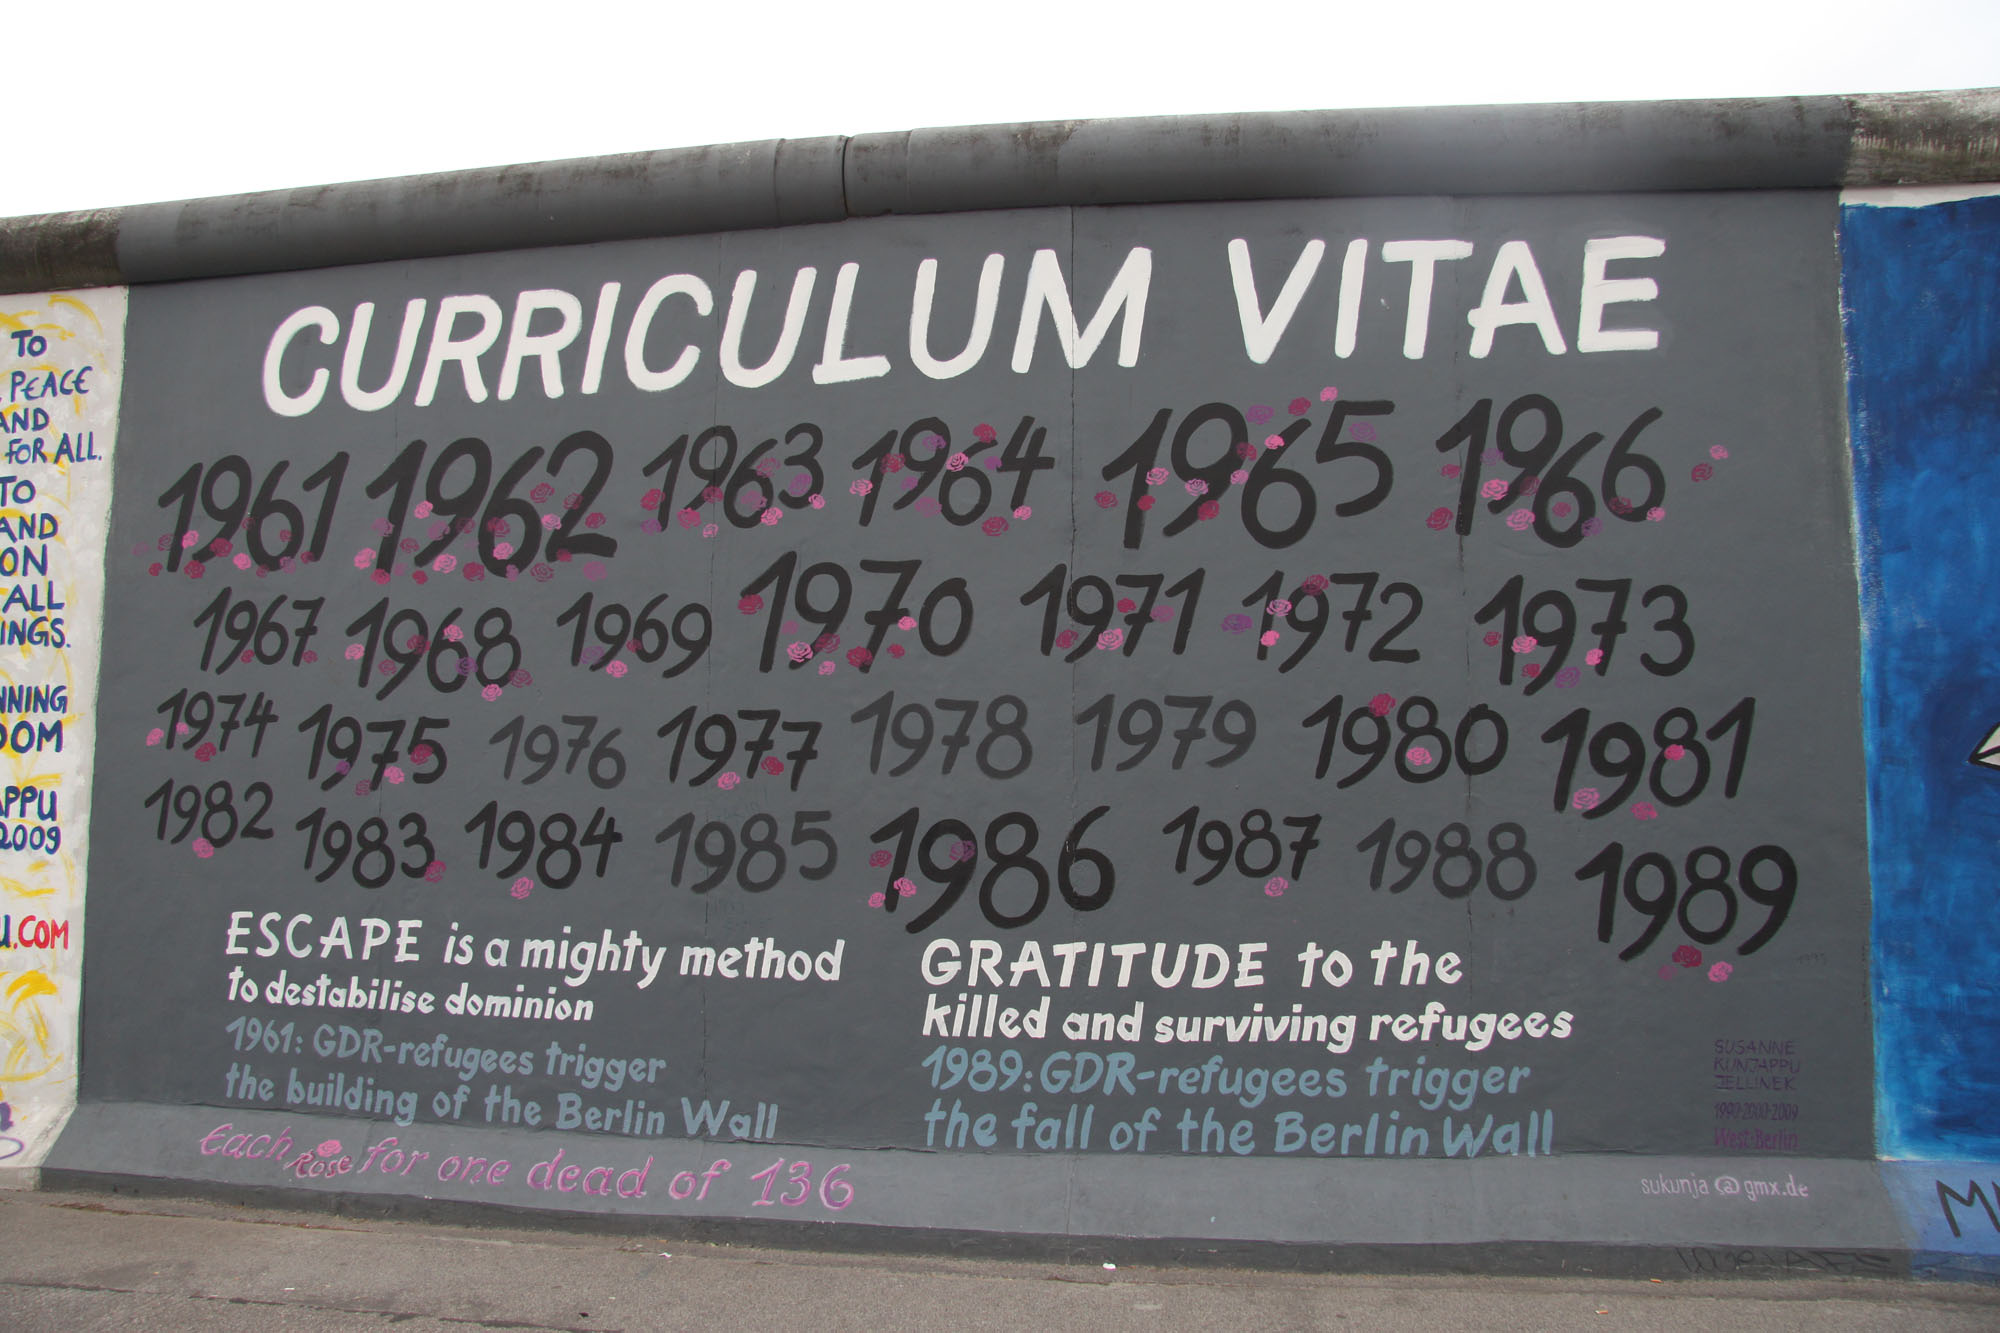 CURRICULUM VITAE
1961 1962 1963 1964 1965 1966
1967 1968 1969 1970 1971 1972 1973
1974 1975 1976 1977 1978 1979 1980 1981
1982 1983 1984 1985 1986 1987 1988 1989
ESCAPE is a mighty method
to destabilise dominion
1961: GDR-refugees trigger
the building of the Berlin Wall
GRATITUDE to the
killed and surviving refugees
1989: GDR-refugees trigger
the fall of the Berlin Wall
Each Rose for one dead of 136
SUSANNE
KUNJAPPU
JELLINEK
1990·2000·2009
West-Berlin
sukunja@gmx.de
TO
PEACE
AND
FOR ALL.
TO
AND
ON
ALL
INGS.
NNING
DOM
APPU
2009
U.COM